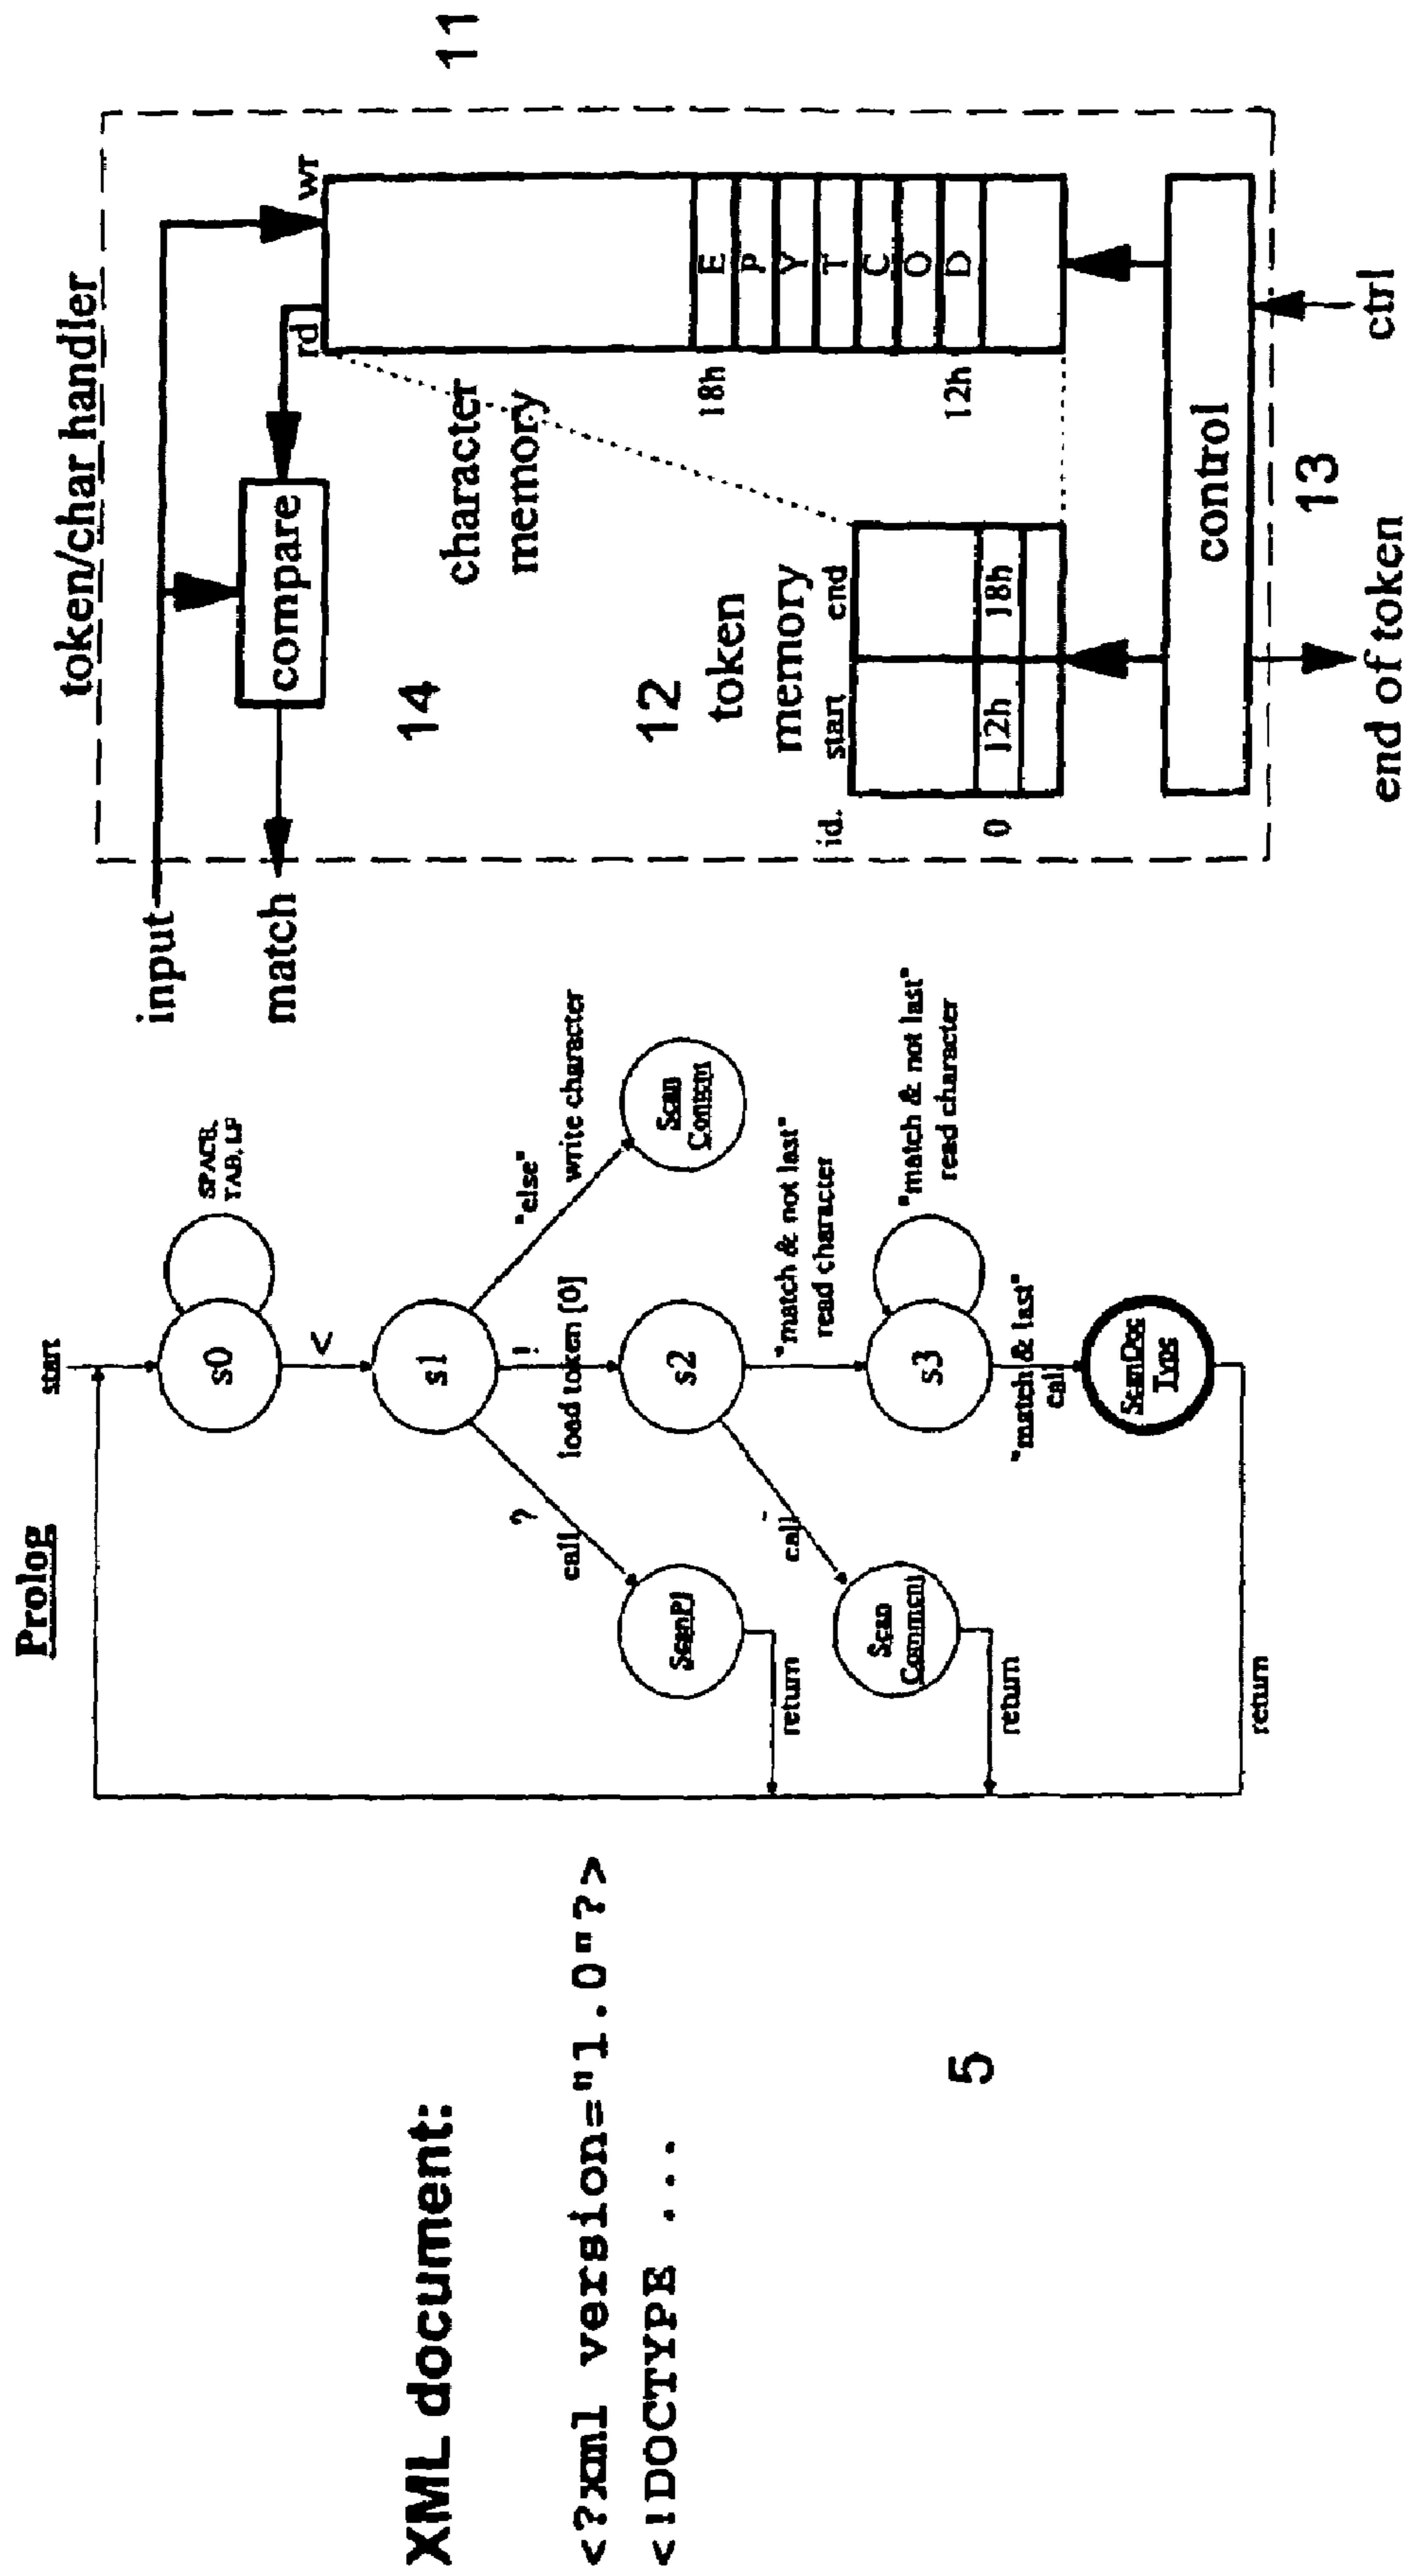 XML document:
<?xml version="1.0"?>
<!DOCTYPE ...
5
Prolog
start
s0
SPACE,
TAB, LF
<
s1
?
call
!
load token [0]
"else"
write character
ScanPI
return
s2
Scan
Content
-
call
"match & not last"
read character
Scan
Comment
return
s3
"match & not last"
read character
"match & last"
call
ScanDoc
Type
return
token/char handler
11
input
match
compare
14
rd
wr
character
memory
18h
E
P
Y
T
C
O
D
12h
12
token
memory
id.
start
end
0
12h
18h
control
13
end of token
ctrl